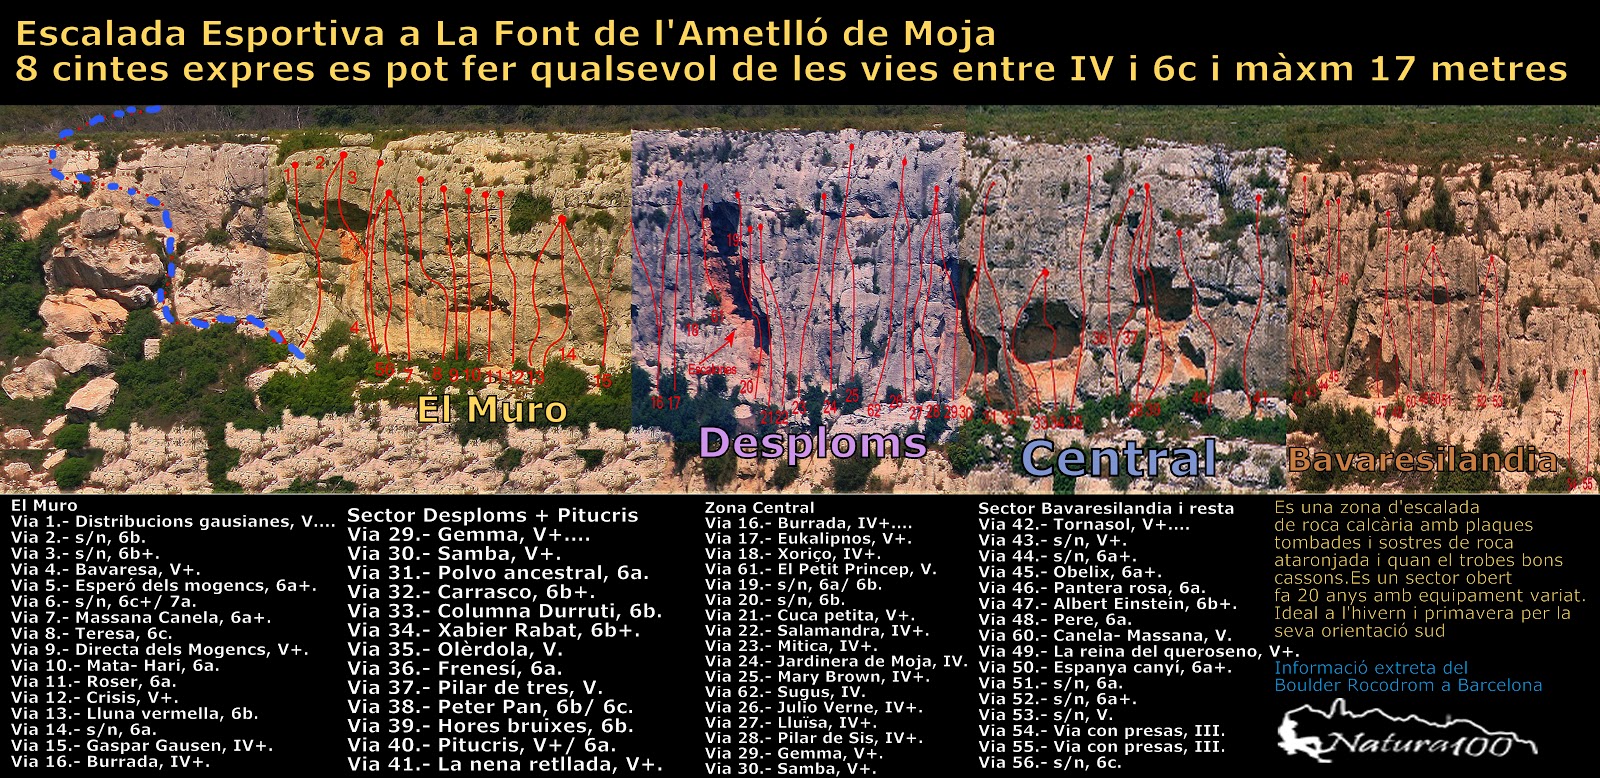 Escalada Esportiva a La Font de l'Ametlló de Moja
8 cintes expres es pot fer qualsevol de les vies entre IV i 6c i màxm 17 metres
1
2
3
4
7
8
9
10
11
12
13
14
15
El Muro
16 17
18
19
61
Escalades
20
21
22
23
24
25
62
26
27
28
29
30
Desploms
31
32
33
34
35
36
37
Central
46
47
51
52
53
55
Bavaresilandia
El Muro
Via 1.- Distribucions gausianes, V....
Via 2.- s/n, 6b.
Via 3.- s/n, 6b+.
Via 4.- Bavaresa, V+.
Via 5.- Esperó dels mogencs, 6a+.
Via 6.- s/n, 6c+/ 7a.
Via 7.- Massana Canela, 6a+.
Via 8.- Teresa, 6c.
Via 9.- Directa dels Mogencs, V+.
Via 10.- Mata- Hari, 6a.
Via 11.- Roser, 6a.
Via 12.- Crisis, V+.
Via 13.- Lluna vermella, 6b.
Via 14.- s/n, 6a.
Via 15.- Gaspar Gausen, IV+.
Via 16.- Burrada, IV+.
Sector Desploms + Pitucris
Via 29.- Gemma, V+....
Via 30.- Samba, V+.
Via 31.- Polvo ancestral, 6a.
Via 32.- Carrasco, 6b+.
Via 33.- Columna Durruti, 6b.
Via 34.- Xabier Rabat, 6b+.
Via 35.- Olèrdola, V.
Via 36.- Frenesí, 6a.
Via 37.- Pilar de tres, V.
Via 38.- Peter Pan, 6b/ 6c.
Via 39.- Hores bruixes, 6b.
Via 40.- Pitucris, V+/ 6a.
Via 41.- La nena retllada, V+.
Zona Central
Via 16.- Burrada, IV+....
Via 17.- Eukalipnos, V+.
Via 18.- Xoriço, IV+.
Via 61.- El Petit Princep, V.
Via 19.- s/n, 6a/ 6b.
Via 20.- s/n, 6b.
Via 21.- Cuca petita, V+.
Via 22.- Salamandra, IV+.
Via 23.- Mitica, IV+.
Via 24.- Jardinera de Moja, IV.
Via 25.- Mary Brown, IV+.
Via 62.- Sugus, IV.
Via 26.- Julio Verne, IV+.
Via 27.- Lluïsa, IV+.
Via 28.- Pilar de Sis, IV+.
Via 29.- Gemma, V+.
Via 30.- Samba, V+.
Sector Bavaresilandia i resta
Via 42.- Tornasol, V+....
Via 43.- s/n, V+.
Via 44.- s/n, 6a+.
Via 45.- Obelix, 6a+.
Via 46.- Pantera rosa, 6a.
Via 47.- Albert Einstein, 6b+.
Via 48.- Pere, 6a.
Via 60.- Canela- Massana, V.
Via 49.- La reina del queroseno, V+.
Via 50.- Espanya canyí, 6a+.
Via 51.- s/n, 6a.
Via 52.- s/n, 6a+.
Via 53.- s/n, V.
Via 54.- Via con presas, III.
Via 55.- Via con presas, III.
Via 56.- s/n, 6c.
Es una zona d'escalada
de roca calcària amb plaques
tombades i sostres de roca
ataronjada i quan el trobes bons
cassons.Es un sector obert
fa 20 anys amb equipament variat.
Ideal a l'hivern i primavera per la
seva orientació sud
Informació extreta del
Boulder Rocodrom a Barcelona
Natura100